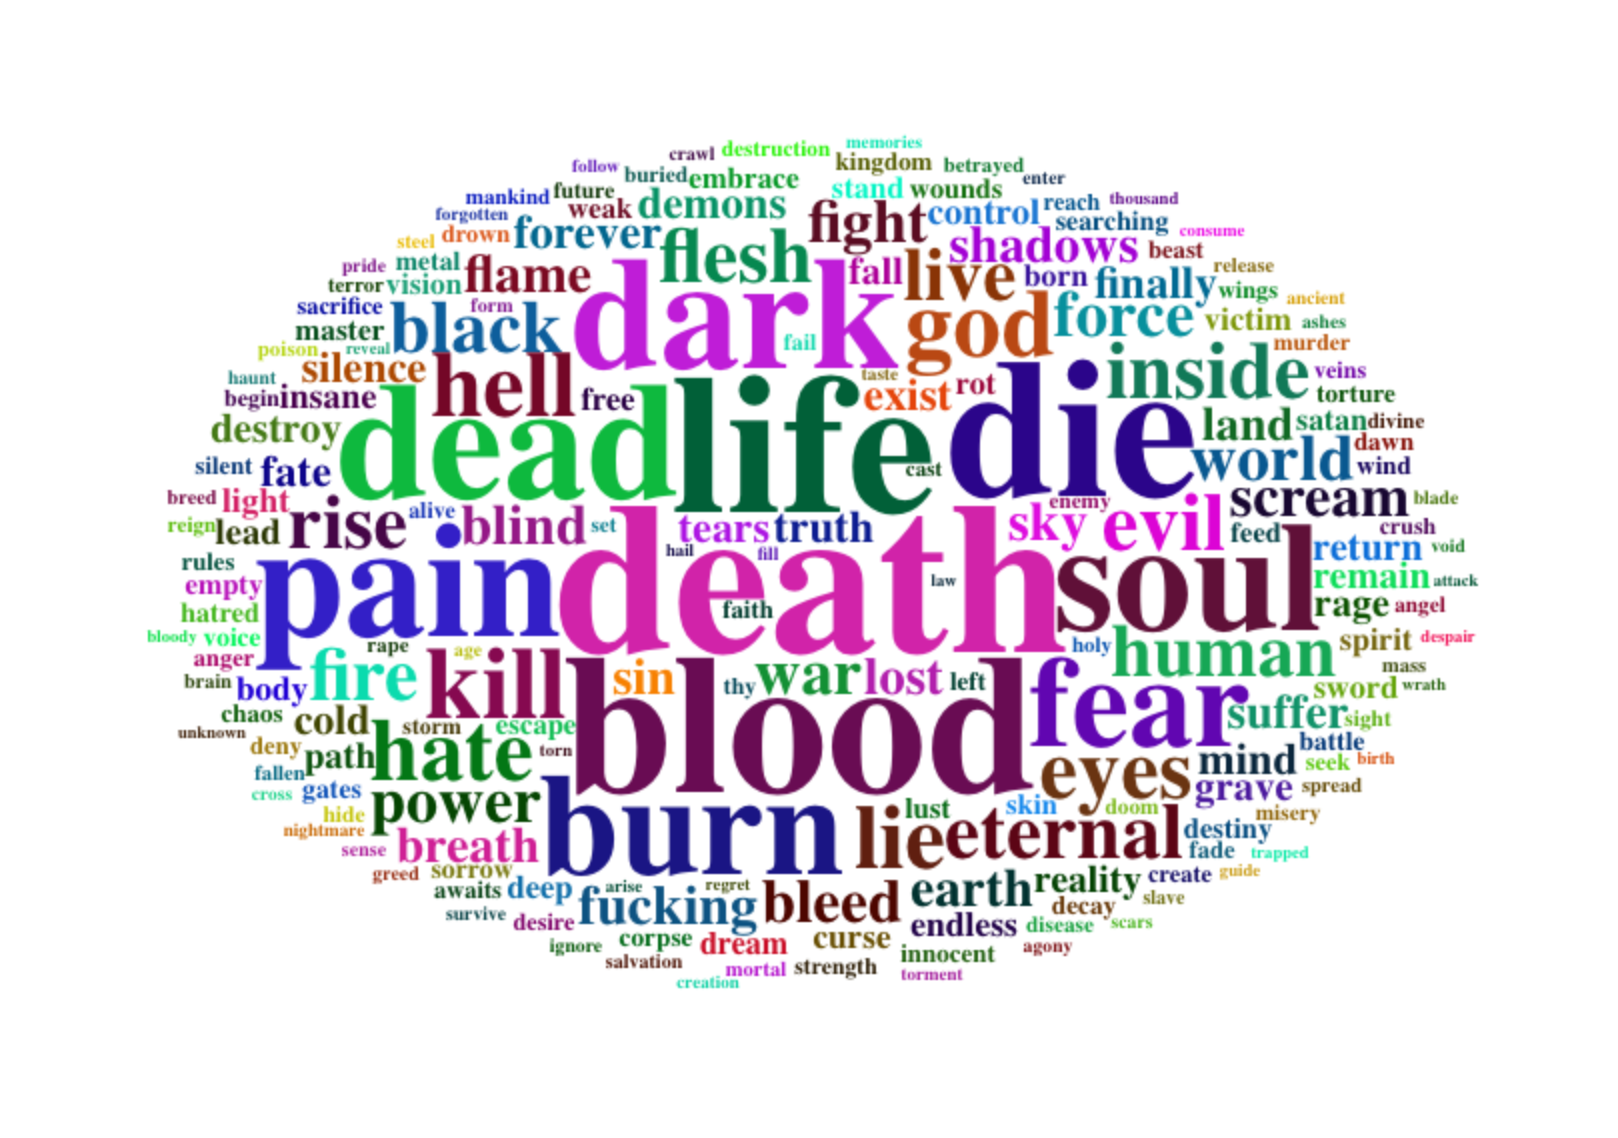 memories
crawl destruction
follow kingdom betrayed
buried embrace enter
mankind future stand wounds
forgotten weak demons fight control reach thousand
steel drown forever flesh shadows searching consume
pride metal flame dark fall live born finally beast release
terror vision god force wings ancient
sacrifice form black victim ashes
master fail inside murder
poison reveal silence hell life die veins
haunt taste
begin insane dead free exist rot torture
destroy land satan divine
silent fate cast world dawn wind
breed light rise alive blind enemy scream blade
reign lead set tears truth sky evil feed crush
rules pain death hail fill soul return void
empty law remain attack
hatred faith rage angel
bloody voice rape holy human spirit despair
anger age mass
brain body fire kill sin thy war lost left fear sword wrath
chaos cold storm escape blood suffer sight
unknown
deny path hate torn eyes mind battle birth
fallen seek
cross gates power burn grave spread
hide lust skin doom misery
nightmare breath lie eternal destiny
sense fade trapped
greed sorrow reality create guide
awaits deep arise regret bleed earth slave
survive fucking decay
desire endless disease scars
ignore corpse dream curse innocent agony
salvation mortal strength torment
creation